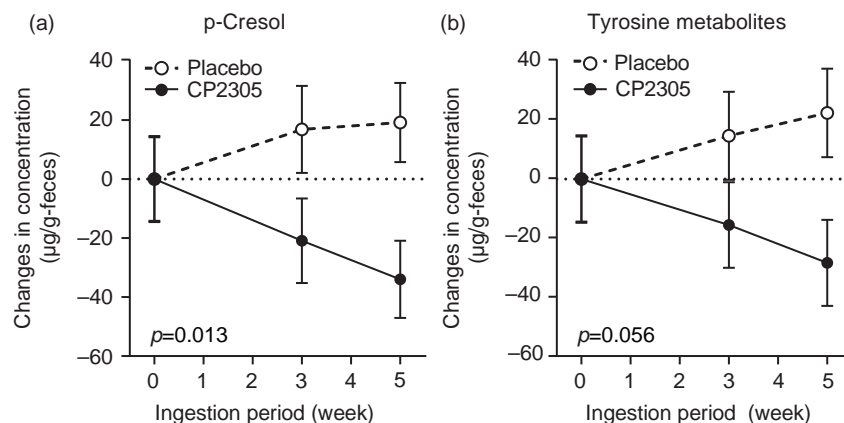 (a) p-Cresol
Changes in concentration
(µg/g-feces)
40
20
0
–20
–40
–60
Placebo
CP2305
p=0.013
0 1 2 3 4 5
Ingestion period (week)
(b) Tyrosine metabolites
Changes in concentration
(µg/g-feces)
40
20
0
–20
–40
–60
Placebo
CP2305
p=0.056
0 1 2 3 4 5
Ingestion period (week)